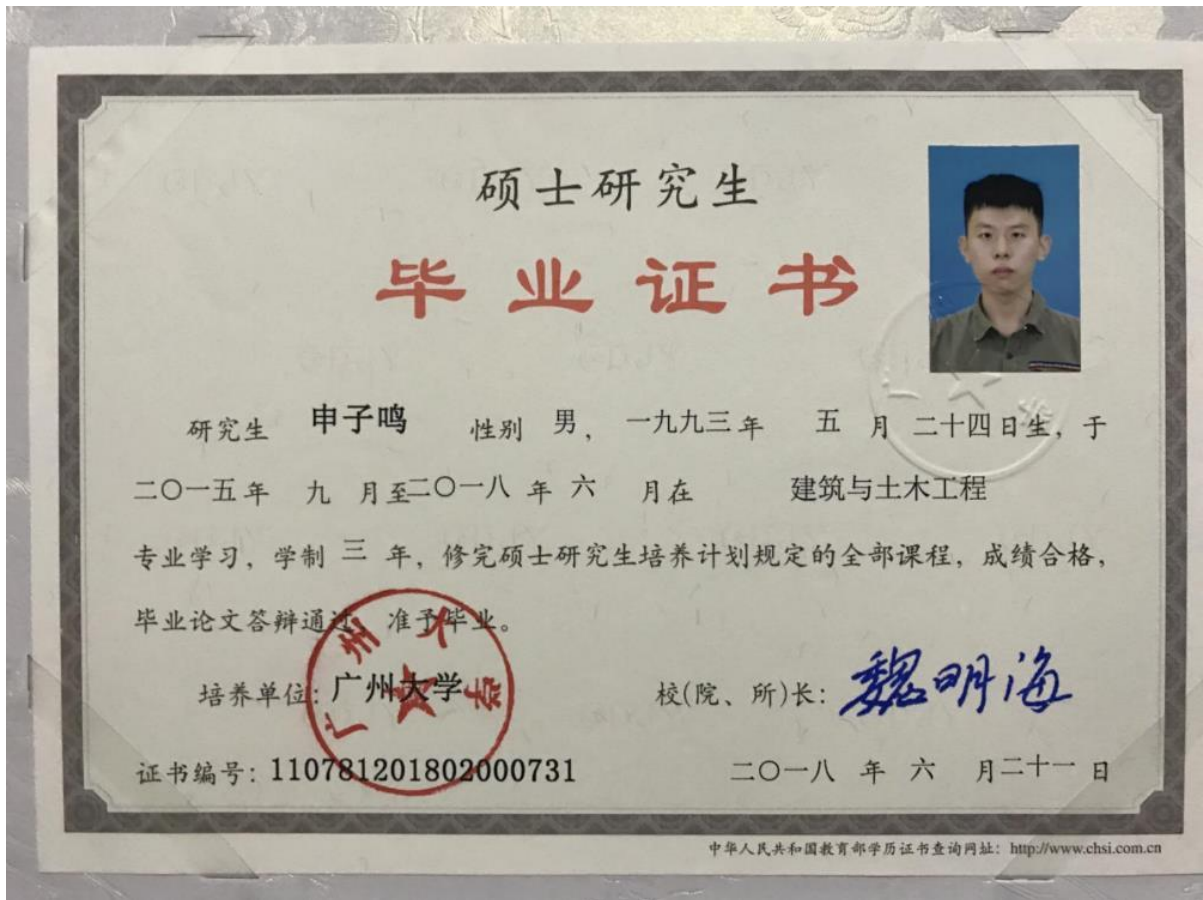 硕士研究生
毕业证书
研究生 申子鸣 性别 男，一九九三年 五 月 二十四日生，于
二〇一五年 九 月至二〇一八 年 六 月在 建筑与土木工程
专业学习，学制 三 年，修完硕士研究生培养计划规定的全部课程，成绩合格，
毕业论文答辩通过，准予毕业。
培养单位：广州大学 校(院、所)长：魏明海
广州大学
证书编号：110781201802000731 二〇一八 年 六 月二十一 日
中华人民共和国教育部学历证书查询网址：http://www.chsi.com.cn